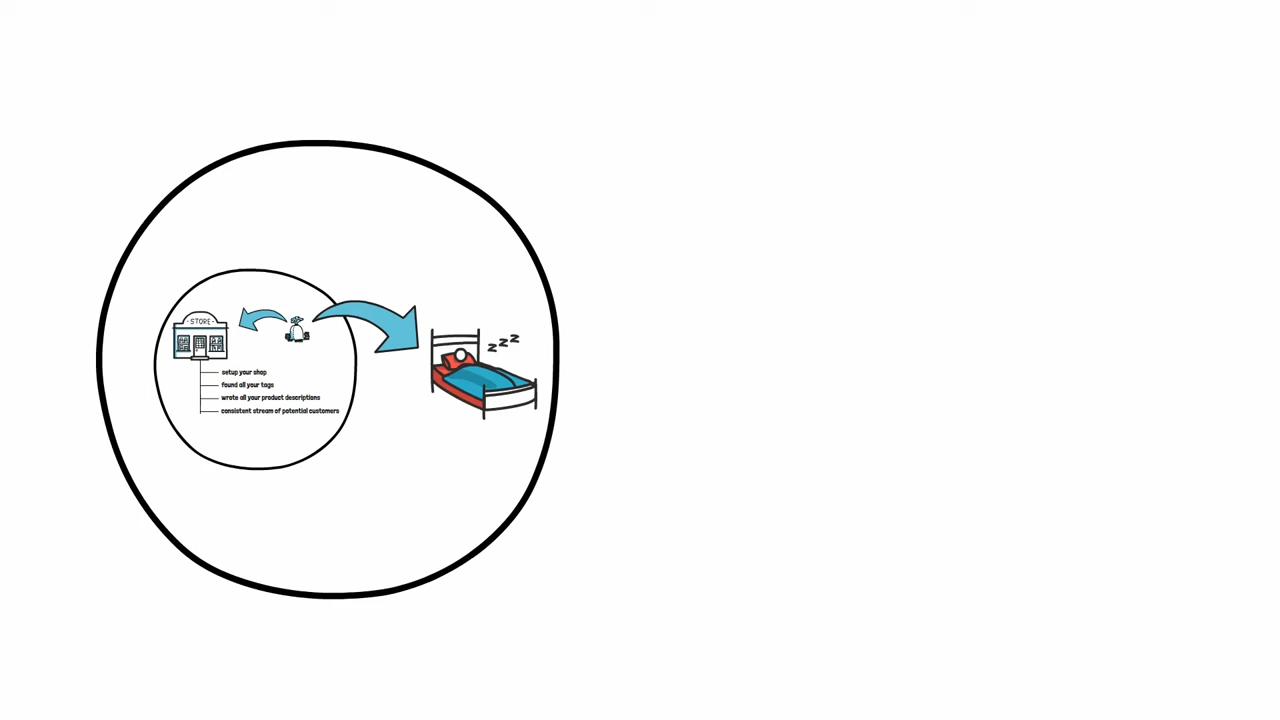 STORE
z z z
setup your shop
found all your tags
wrote all your product descriptions
consistent stream of potential customers